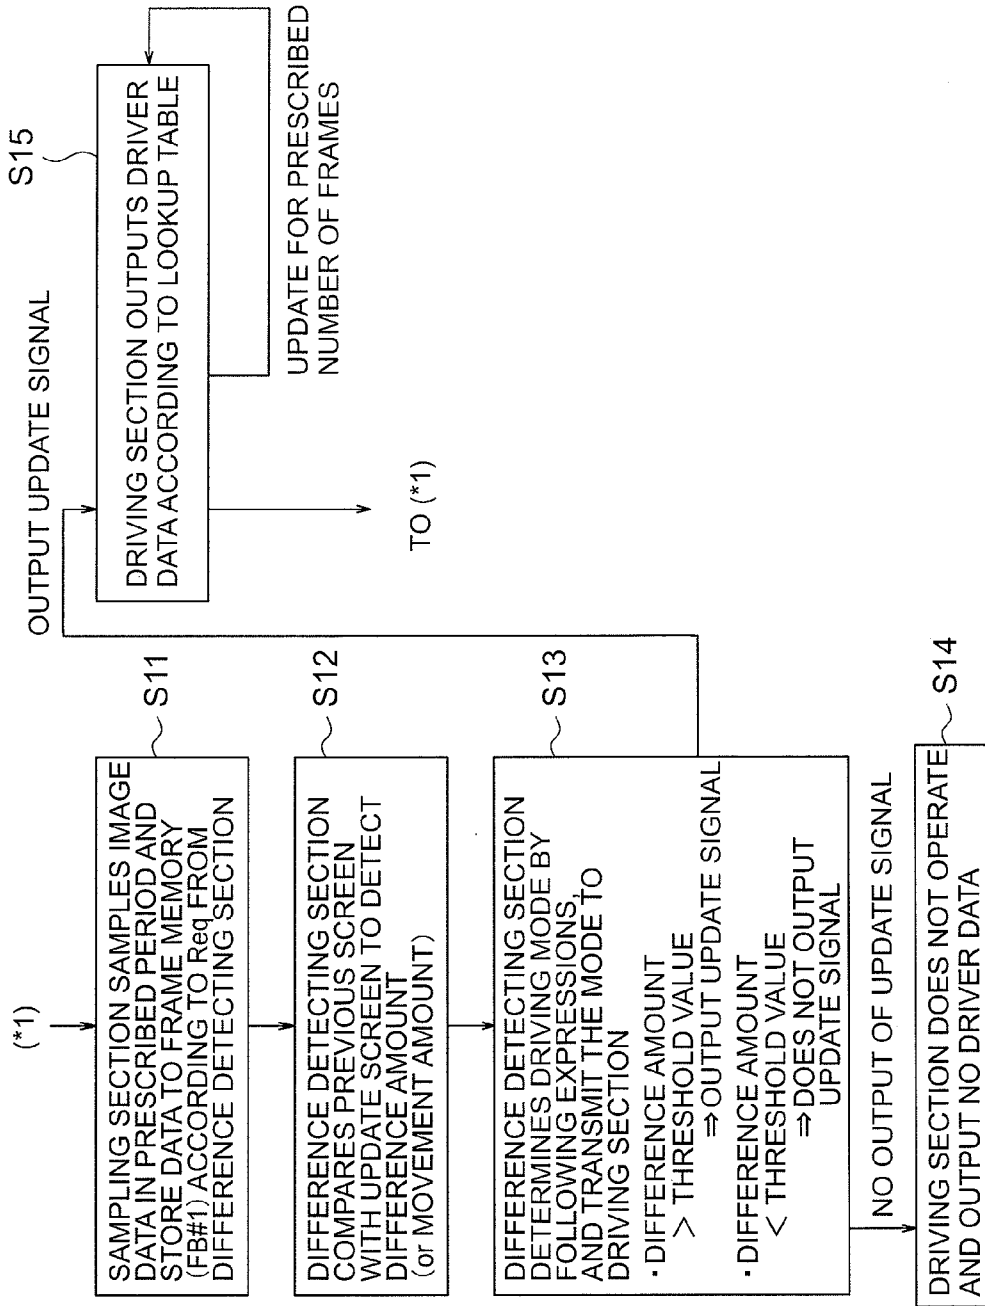 (*1)
S11
SAMPLING SECTION SAMPLES IMAGE
DATA IN PRESCRIBED PERIOD AND
STORE DATA TO FRAME MEMORY
(FB#1) ACCORDING TO Req FROM
DIFFERENCE DETECTING SECTION
S12
DIFFERENCE DETECTING SECTION
COMPARES PREVIOUS SCREEN
WITH UPDATE SCREEN TO DETECT
DIFFERENCE AMOUNT
(or MOVEMENT AMOUNT)
S13
DIFFERENCE DETECTING SECTION
DETERMINES DRIVING MODE BY
FOLLOWING EXPRESSIONS,
AND TRANSMIT THE MODE TO
DRIVING SECTION
・DIFFERENCE AMOUNT
> THRESHOLD VALUE
⇒OUTPUT UPDATE SIGNAL
・DIFFERENCE AMOUNT
< THRESHOLD VALUE
⇒DOES NOT OUTPUT
UPDATE SIGNAL
NO OUTPUT OF UPDATE SIGNAL
S14
DRIVING SECTION DOES NOT OPERATE
AND OUTPUT NO DRIVER DATA
OUTPUT UPDATE SIGNAL
S15
DRIVING SECTION OUTPUTS DRIVER
DATA ACCORDING TO LOOKUP TABLE
UPDATE FOR PRESCRIBED
NUMBER OF FRAMES
TO (*1)